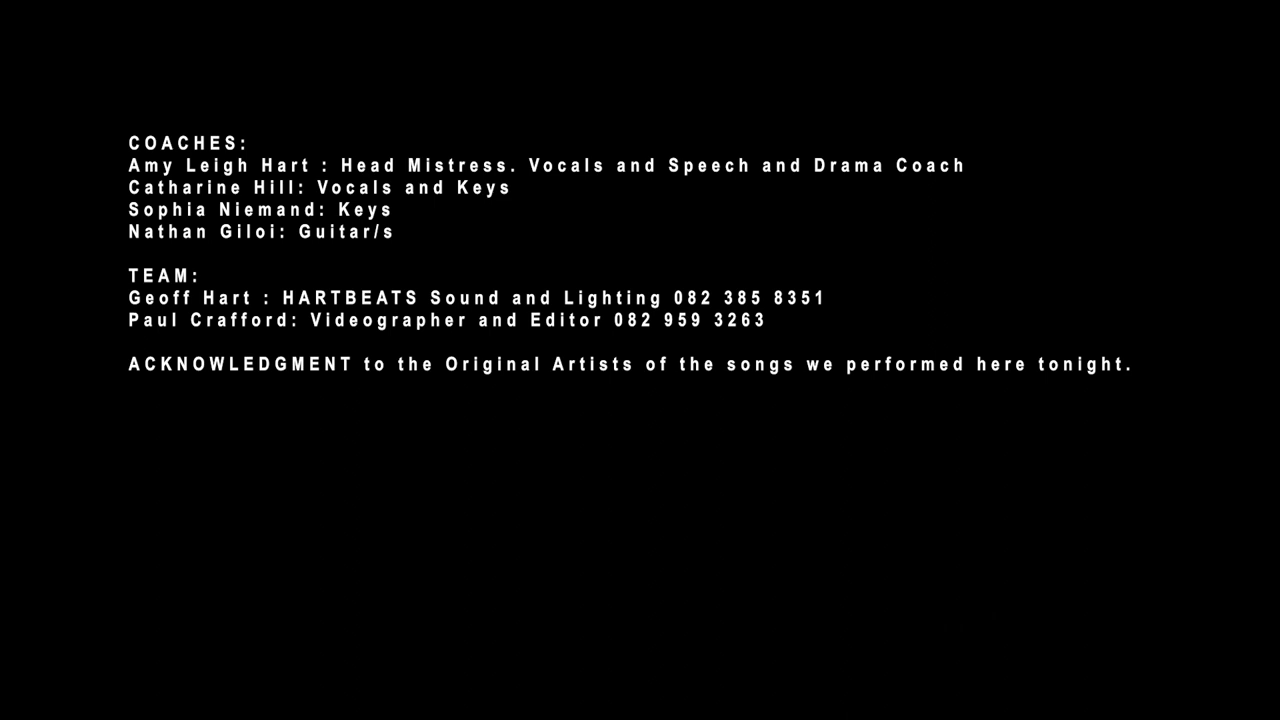 COACHES:
Amy Leigh Hart : Head Mistress. Vocals and Speech and Drama Coach
Catharine Hill: Vocals and Keys
Sophia Niemand: Keys
Nathan Giloi: Guitar/s
TEAM:
Geoff Hart : HARTBEATS Sound and Lighting 082 385 8351
Paul Crafford: Videographer and Editor 082 959 3263
ACKNOWLEDGMENT to the Original Artists of the songs we performed here tonight.